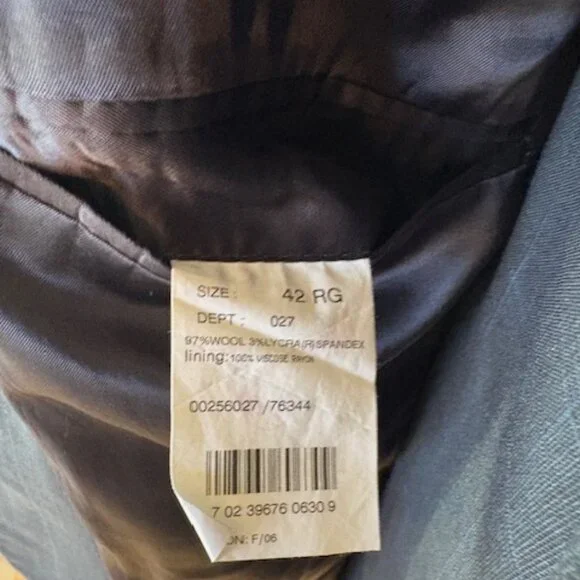 SIZE : 42 RG
DEPT : 027
97%WOOL 3%LYCRA(R)SPANDEX
lining: 100% VISCOSE RAYON
00256027 /76344
7 02 39676 0630 9
F/06